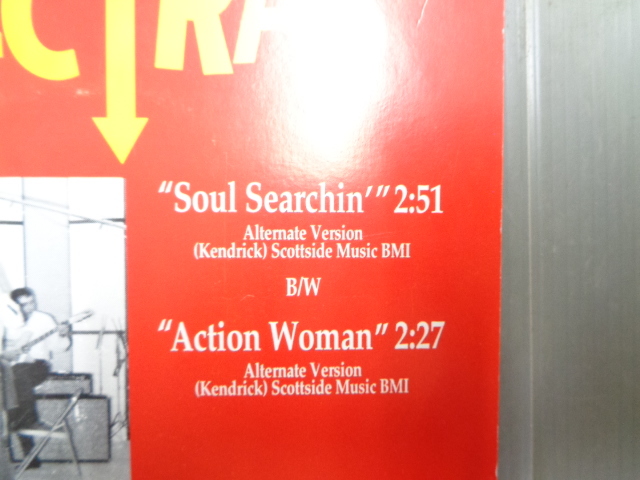 ECTRA
"Soul Searchin'" 2:51
Alternate Version
(Kendrick) Scottside Music BMI
B/W
"Action Woman" 2:27
Alternate Version
(Kendrick) Scottside Music BMI